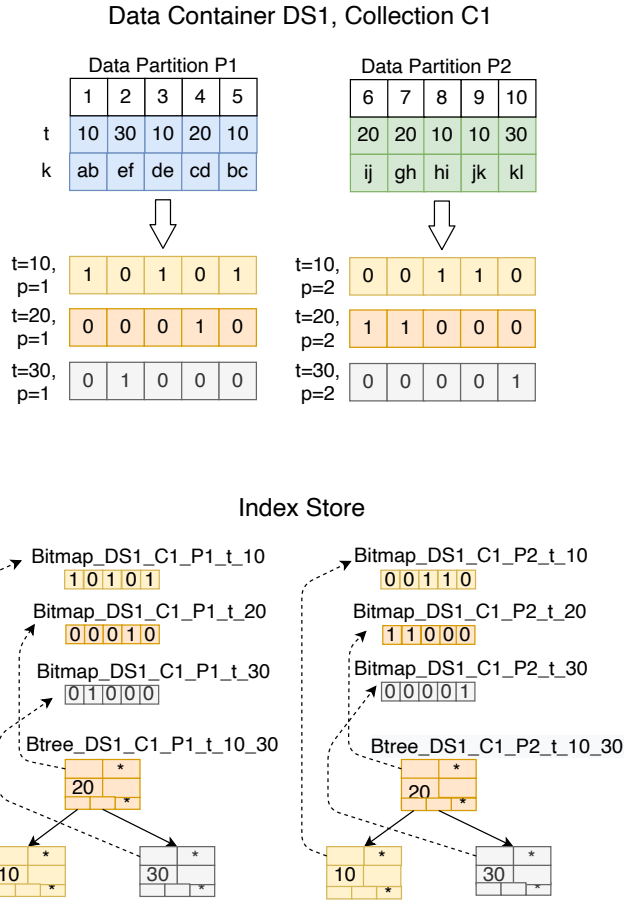 Data Container DS1, Collection C1
Data Partition P1
Data Partition P2
1 2 3 4 5
6 7 8 9 10
t 10 30 10 20 10
20 20 10 10 30
k ab ef de cd bc
ij gh hi jk kl
t=10,
p=1
1 0 1 0 1
t=10,
p=2
0 0 1 1 0
t=20,
p=1
0 0 0 1 0
t=20,
p=2
1 1 0 0 0
t=30,
p=1
0 1 0 0 0
t=30,
p=2
0 0 0 0 1
Index Store
Bitmap_DS1_C1_P1_t_10
1 0 1 0 1
Bitmap_DS1_C1_P1_t_20
0 0 0 1 0
Bitmap_DS1_C1_P1_t_30
0 1 0 0 0
Btree_DS1_C1_P1_t_10_30
*
20
*
*
10
*
*
30
*
Bitmap_DS1_C1_P2_t_10
0 0 1 1 0
Bitmap_DS1_C1_P2_t_20
1 1 0 0 0
Bitmap_DS1_C1_P2_t_30
0 0 0 0 1
Btree_DS1_C1_P2_t_10_30
*
20
*
*
10
*
*
30
*